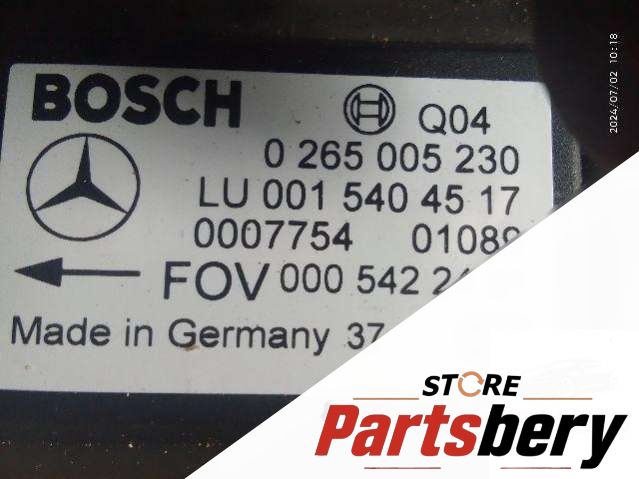 BOSCH Q04
0 265 005 230
LU 001 540 45 17
0007754
FOV 000 542
Made in Germany 37
STORE
Partsbery
2024/07/02 10:18